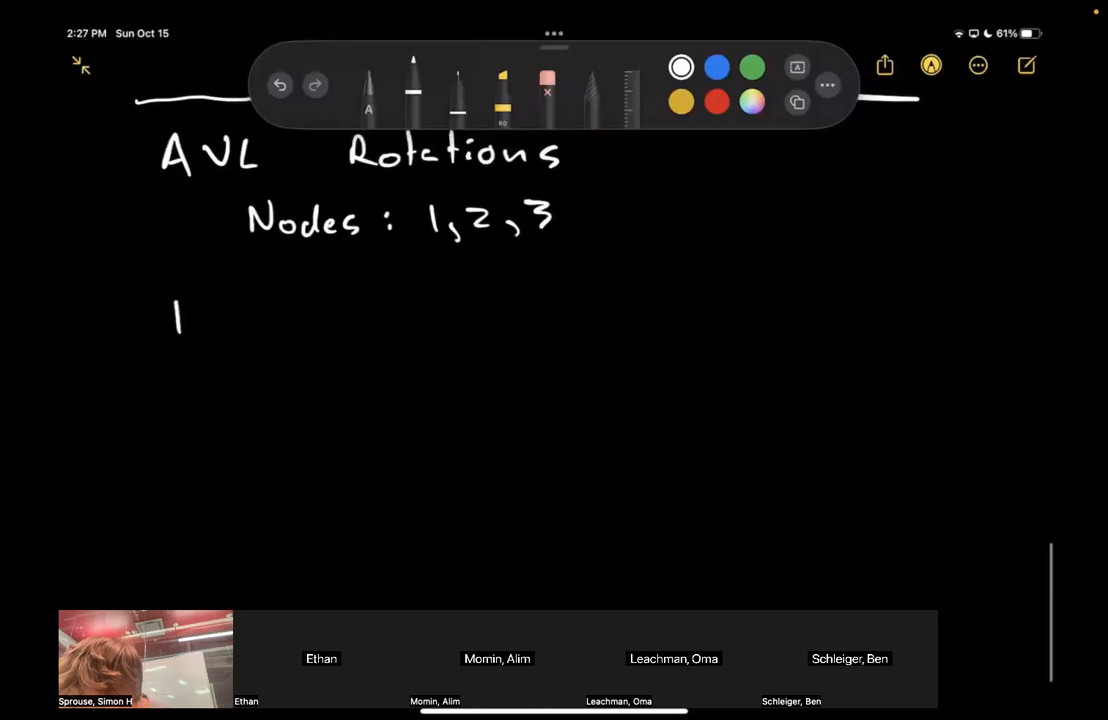 2:27 PM Sun Oct 15
61%
A
A
80
AVL Rotations
Nodes: 1, 2, 3
1
Ethan
Momin, Alim
Leachman, Oma
Schleiger, Ben
Sprouse, Simon H
Ethan
Momin, Alim
Leachman, Oma
Schleiger, Ben